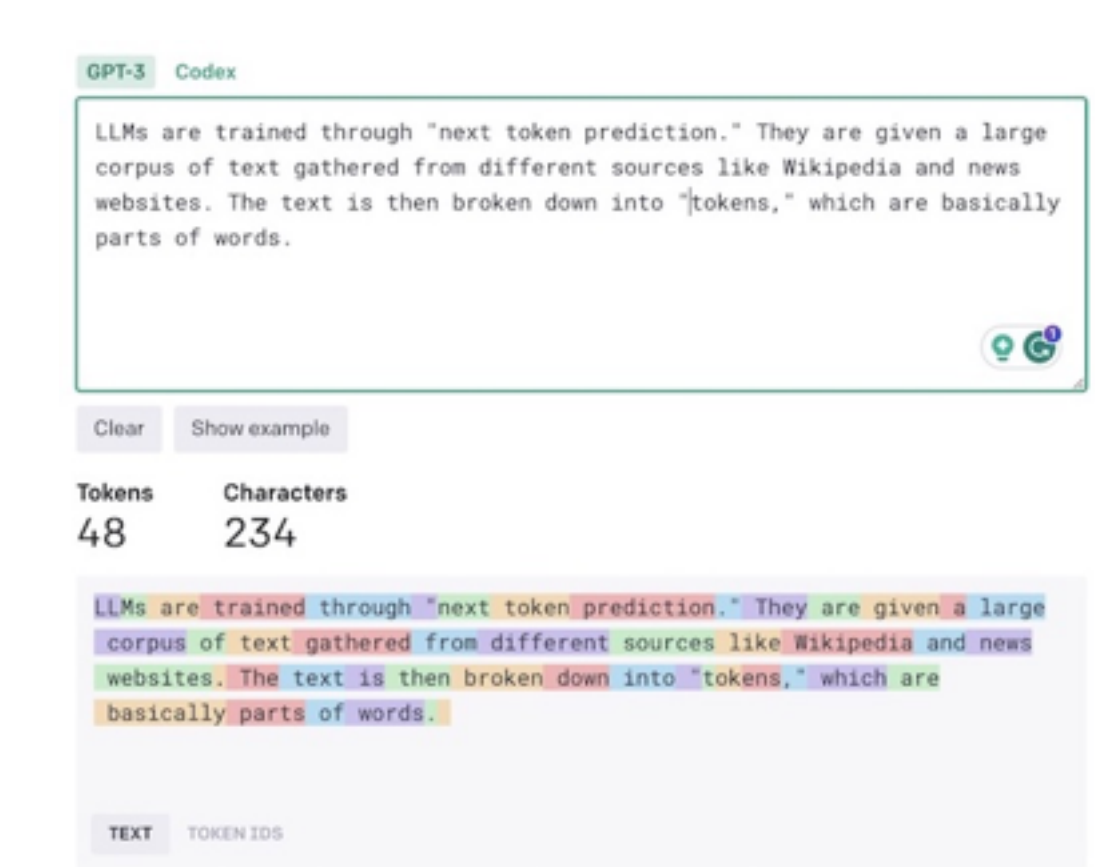 GPT-3 Codex
LLMs are trained through "next token prediction." They are given a large
corpus of text gathered from different sources like Wikipedia and news
websites. The text is then broken down into "tokens," which are basically
parts of words.
1
Clear Show example
Tokens Characters
48 234
LLMs are trained through "next token prediction." They are given a large
corpus of text gathered from different sources like Wikipedia and news
websites. The text is then broken down into "tokens," which are
basically parts of words.
TEXT TOKEN IDS